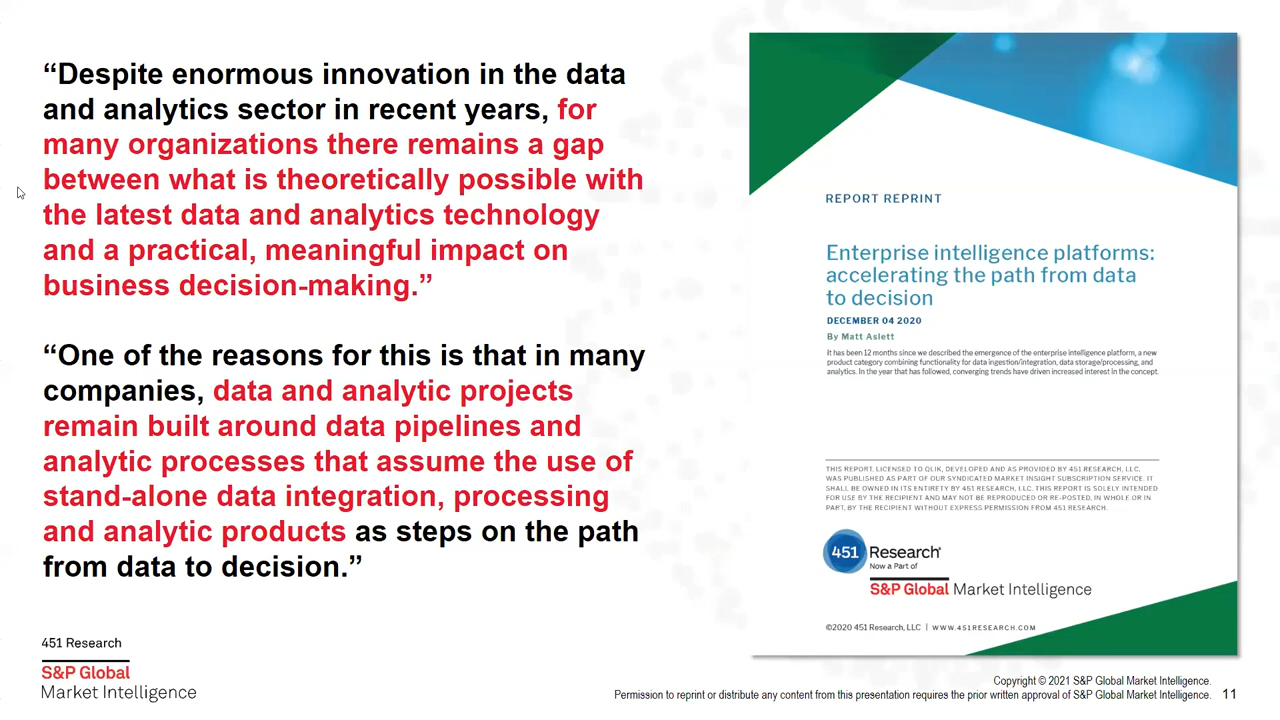 “Despite enormous innovation in the data
and analytics sector in recent years, for
many organizations there remains a gap
between what is theoretically possible with
the latest data and analytics technology
and a practical, meaningful impact on
business decision-making.”
“One of the reasons for this is that in many
companies, data and analytic projects
remain built around data pipelines and
analytic processes that assume the use of
stand-alone data integration, processing
and analytic products as steps on the path
from data to decision.”
451 Research
S&P Global
Market Intelligence
REPORT REPRINT
Enterprise intelligence platforms:
accelerating the path from data
to decision
DECEMBER 04 2020
By Matt Aslett
It has been 12 months since we described the emergence of the enterprise intelligence platform, a new
product category combining functionality for data ingestion/integration, data storage/processing, and
analytics. In the year that has followed, converging trends have driven increased interest in the concept.
THIS REPORT, LICENSED TO QLIK, DEVELOPED AND AS PROVIDED BY 451 RESEARCH, LLC,
WAS PUBLISHED AS PART OF OUR SYNDICATED MARKET INSIGHT SUBSCRIPTION SERVICE. IT
SHALL BE OWNED IN ITS ENTIRETY BY 451 RESEARCH, LLC. THIS REPORT IS SOLELY INTENDED
FOR USE BY THE RECIPIENT AND MAY NOT BE REPRODUCED OR RE-POSTED, IN WHOLE OR IN
PART, BY THE RECIPIENT WITHOUT EXPRESS PERMISSION FROM 451 RESEARCH.
451 Research®
Now a Part of
S&P Global Market Intelligence
©2020 451 Research, LLC | WWW.451RESEARCH.COM
Copyright © 2021 S&P Global Market Intelligence.
Permission to reprint or distribute any content from this presentation requires the prior written approval of S&P Global Market Intelligence. 11